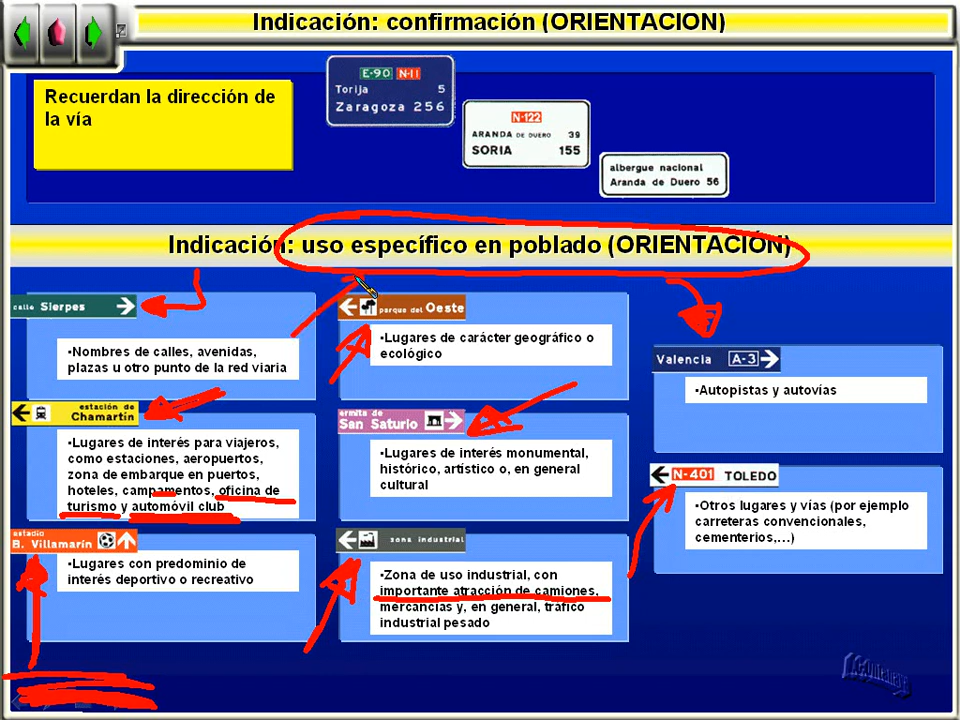 Indicación: confirmación (ORIENTACION)
Recuerdan la dirección de
la vía
E-90 N-II
Torija 5
Zaragoza 256
N-122
ARANDA DE DUERO 39
SORIA 155
albergue nacional
Aranda de Duero 56
Indicación: uso específico en poblado (ORIENTACIÓN)
calle Sierpes
•Nombres de calles, avenidas,
plazas u otro punto de la red viaria
estación de
Chamartín
•Lugares de interés para viajeros,
como estaciones, aeropuertos,
zona de embarque en puertos,
hoteles, campamentos, oficina de
turismo y automóvil club
estadio
B. Villamarín
•Lugares con predominio de
interés deportivo o recreativo
parque del Oeste
•Lugares de carácter geográfico o
ecológico
ermita de
San Saturio
•Lugares de interés monumental,
histórico, artístico o, en general
cultural
zona industrial
•Zona de uso industrial, con
importante atracción de camiones,
mercancías y, en general, tráfico
industrial pesado
Valencia A-3
•Autopistas y autovías
N-401 TOLEDO
•Otros lugares y vías (por ejemplo
carreteras convencionales,
cementerios,...)